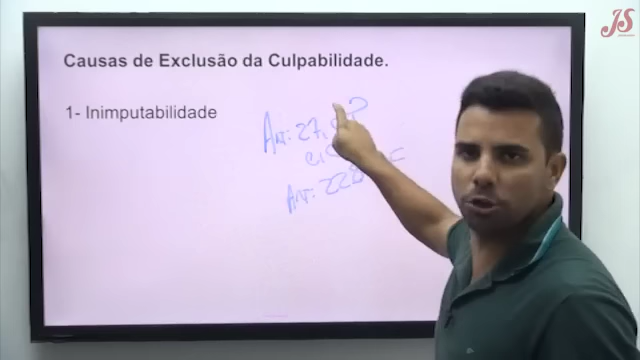 JS
Causas de Exclusão da Culpabilidade.
1- Inimputabilidade
Art: 27,
Art: 228